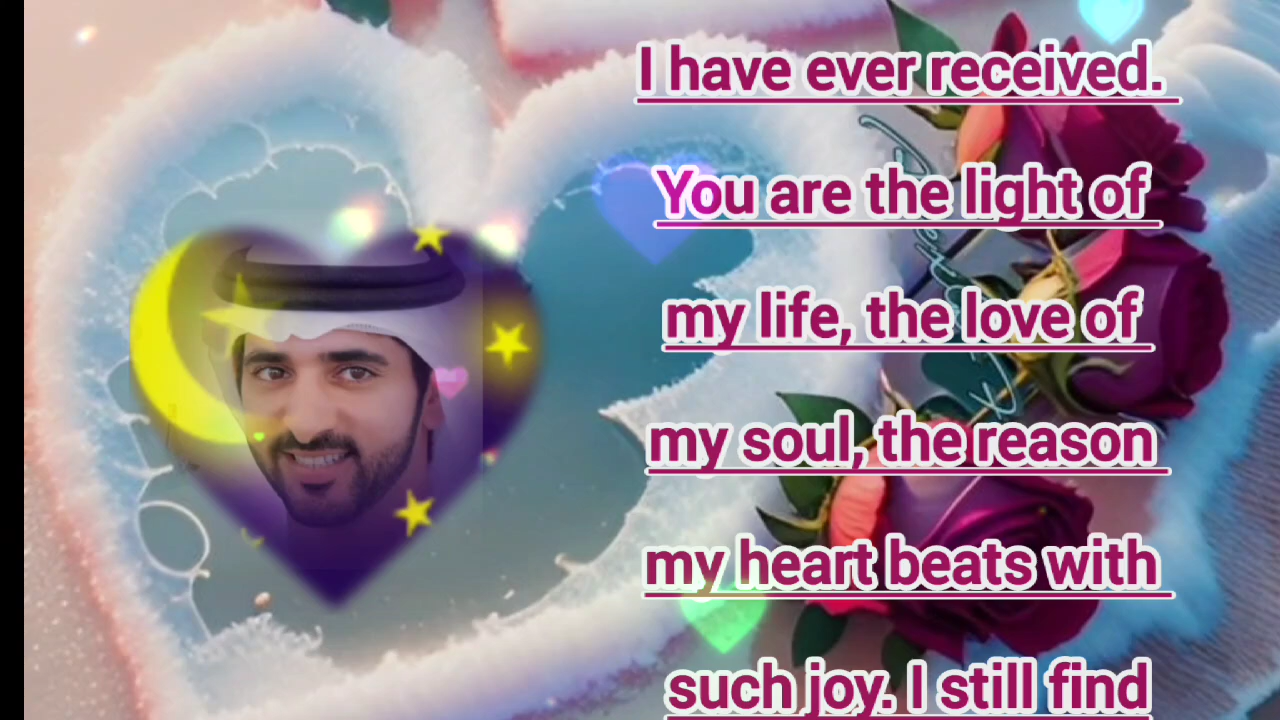 I have ever received.
You are the light of
my life, the love of
my soul, the reason
my heart beats with
such joy. I still find